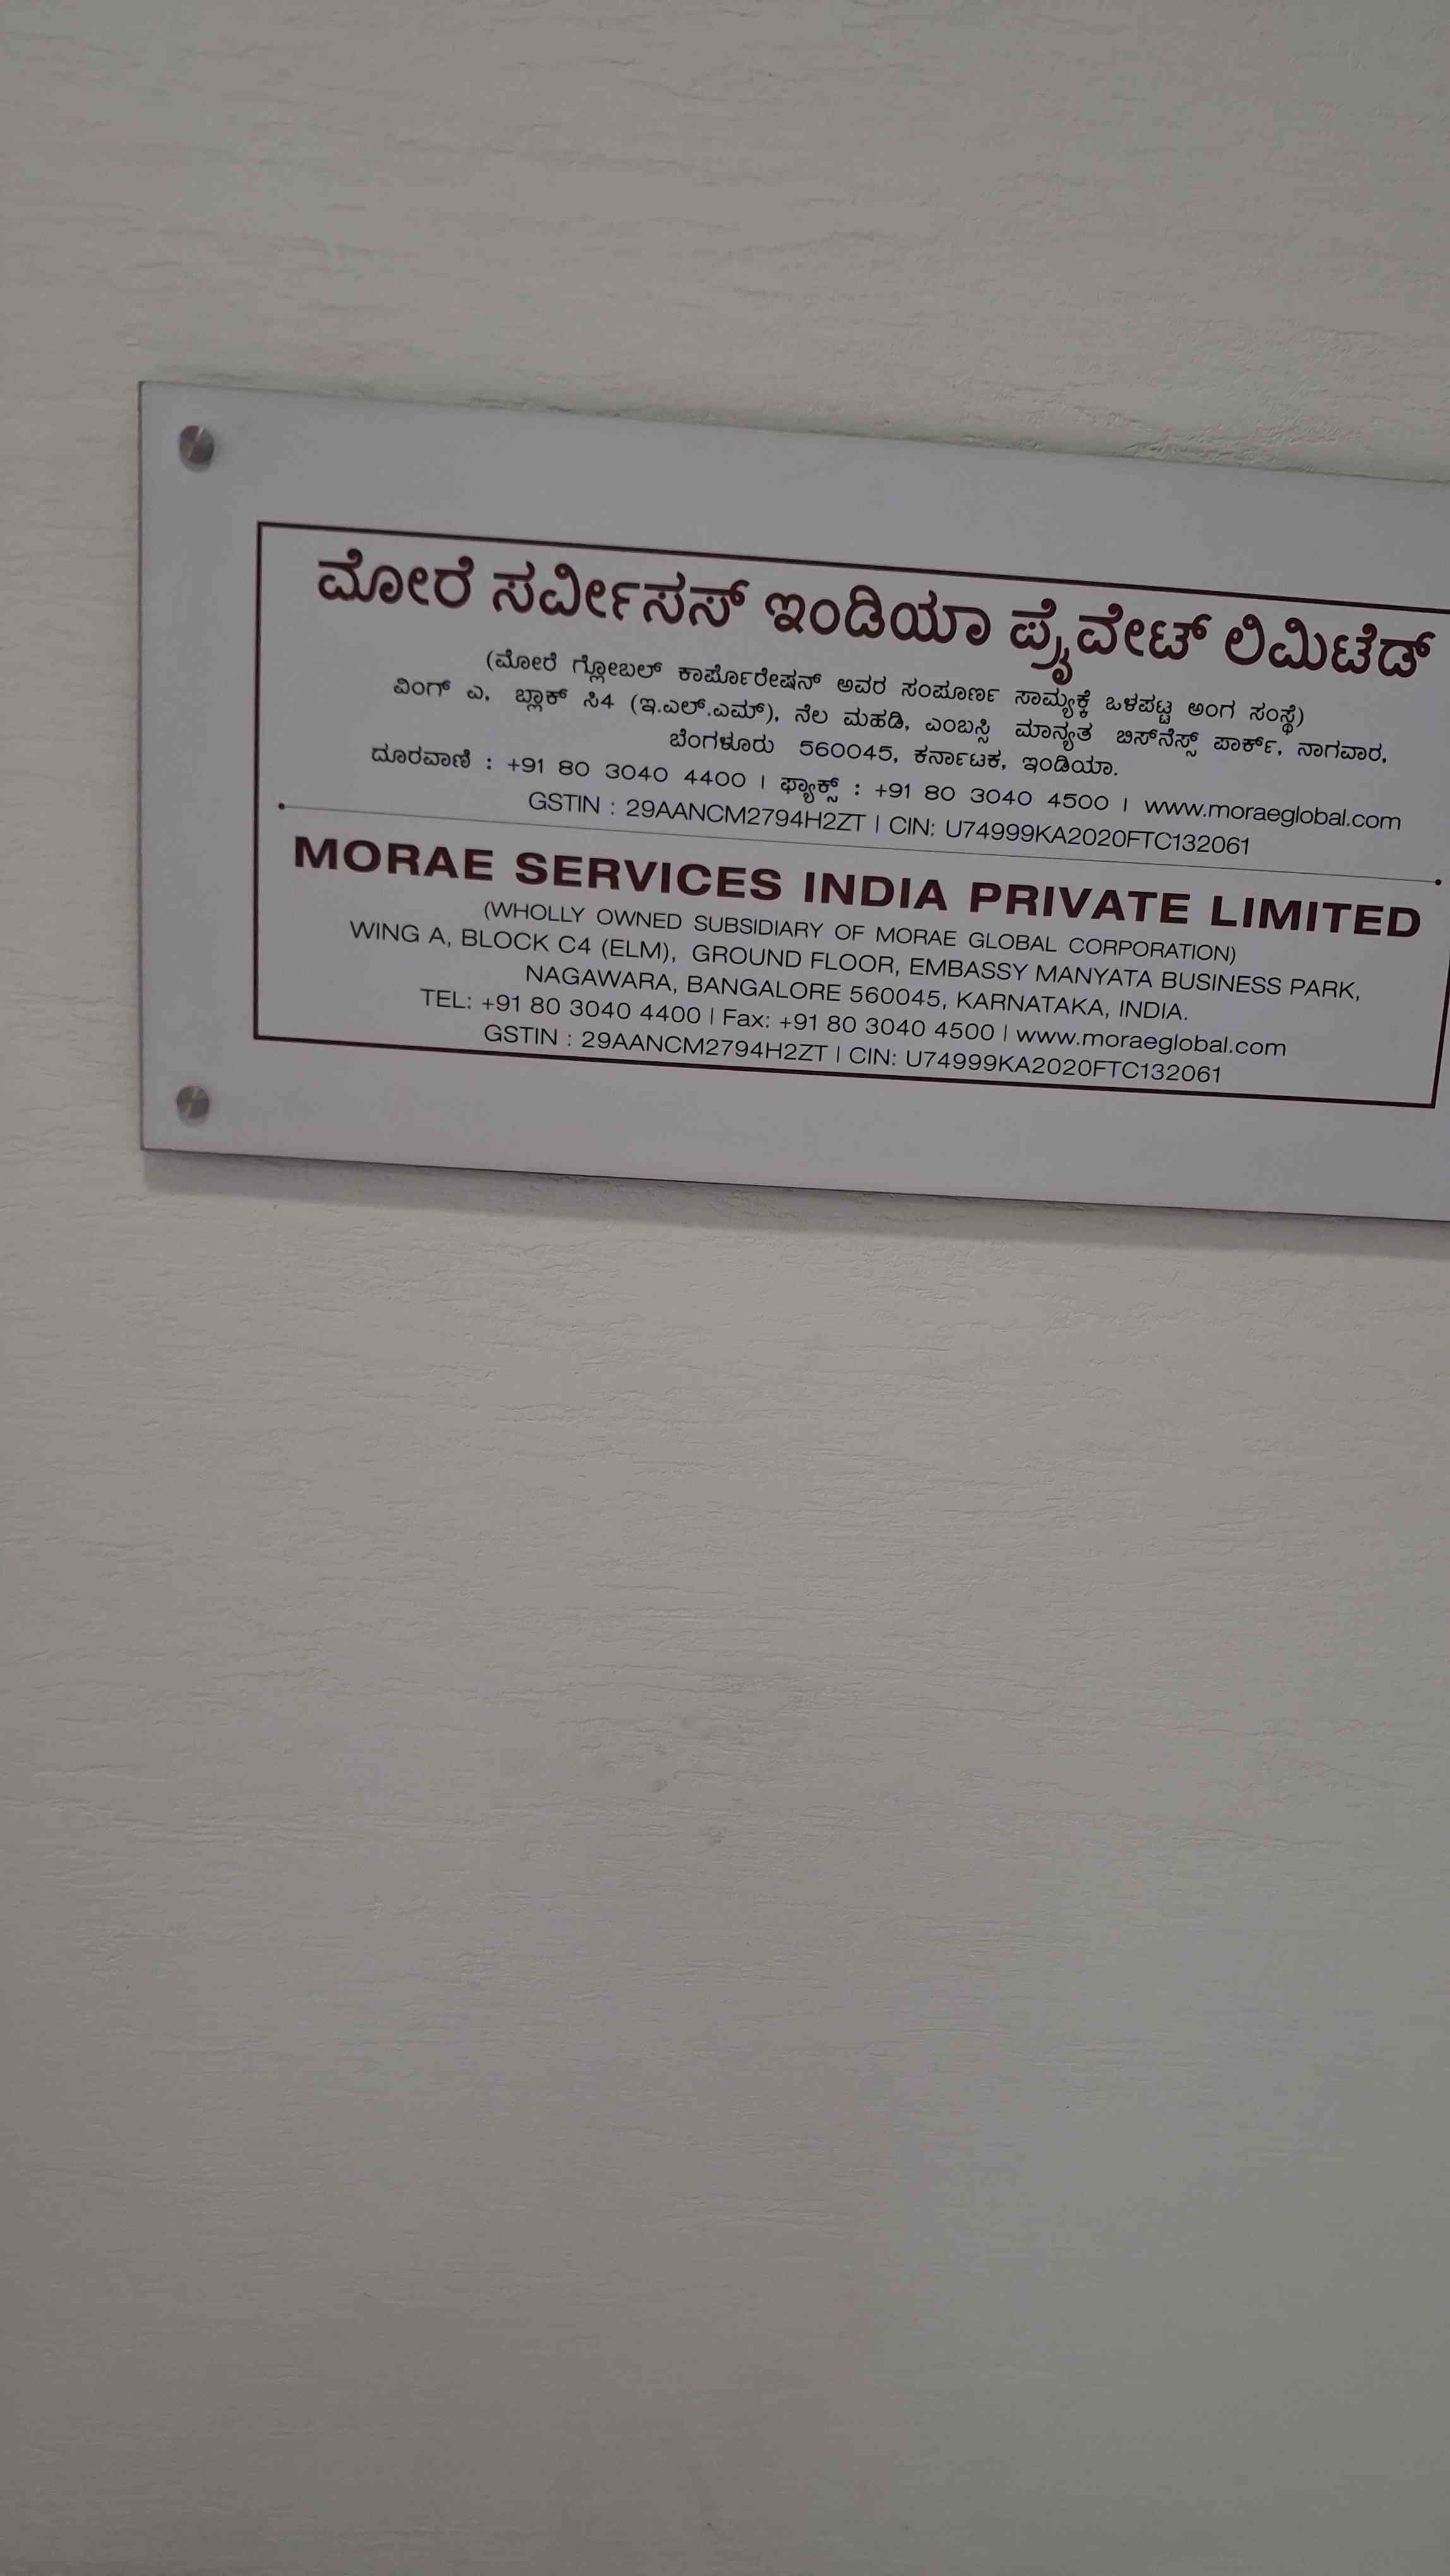 ಮೋರೆ ಸರ್ವೀಸಸ್ ಇಂಡಿಯಾ ಪ್ರೈವೇಟ್ ಲಿಮಿಟೆಡ್
(ಮೋರೆ ಗ್ಲೋಬಲ್ ಕಾರ್ಪೊರೇಷನ್ ಅವರ ಸಂಪೂರ್ಣ ಸಾಮ್ಯಕ್ಕೆ ಒಳಪಟ್ಟ ಅಂಗ ಸಂಸ್ಥೆ)
ವಿಂಗ್ ಎ, ಬ್ಲಾಕ್ ಸಿ4 (ಇ.ಎಲ್.ಎಮ್), ನೆಲ ಮಹಡಿ, ಎಂಬಸ್ಸಿ ಮಾನ್ಯತ ಬಿಸ್‌ನೆಸ್ಸ್ ಪಾರ್ಕ್, ನಾಗವಾರ,
ಬೆಂಗಳೂರು 560045, ಕರ್ನಾಟಕ, ಇಂಡಿಯಾ.
ದೂರವಾಣಿ : +91 80 3040 4400 | ಫ್ಯಾಕ್ಸ್ : +91 80 3040 4500 | www.moraeglobal.com
GSTIN : 29AANCM2794H2ZT | CIN: U74999KA2020FTC132061
MORAE SERVICES INDIA PRIVATE LIMITED
(WHOLLY OWNED SUBSIDIARY OF MORAE GLOBAL CORPORATION)
WING A, BLOCK C4 (ELM), GROUND FLOOR, EMBASSY MANYATA BUSINESS PARK,
NAGAWARA, BANGALORE 560045, KARNATAKA, INDIA.
TEL: +91 80 3040 4400 | Fax: +91 80 3040 4500 | www.moraeglobal.com
GSTIN : 29AANCM2794H2ZT | CIN: U74999KA2020FTC132061